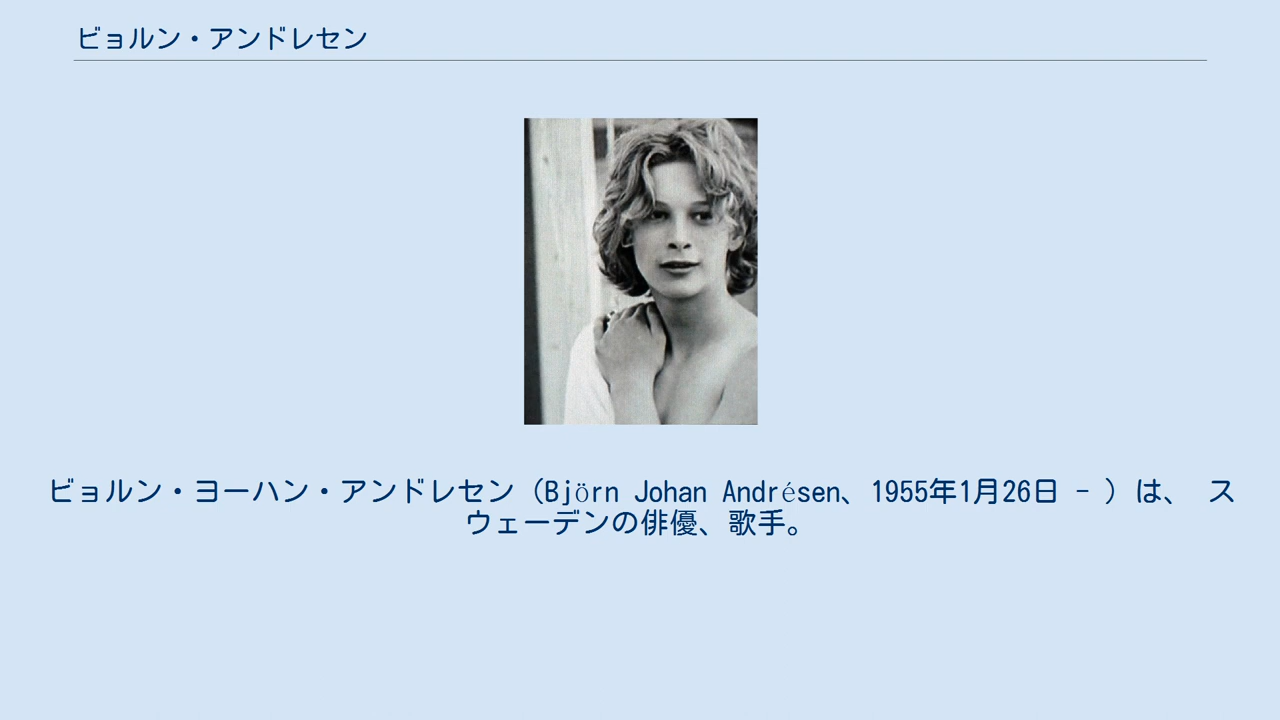 ビョルン・アンドレセン
ビョルン・ヨーハン・アンドレセン（Björn Johan Andrésen、1955年1月26日 - ）は、 ス
ウェーデンの俳優、歌手。